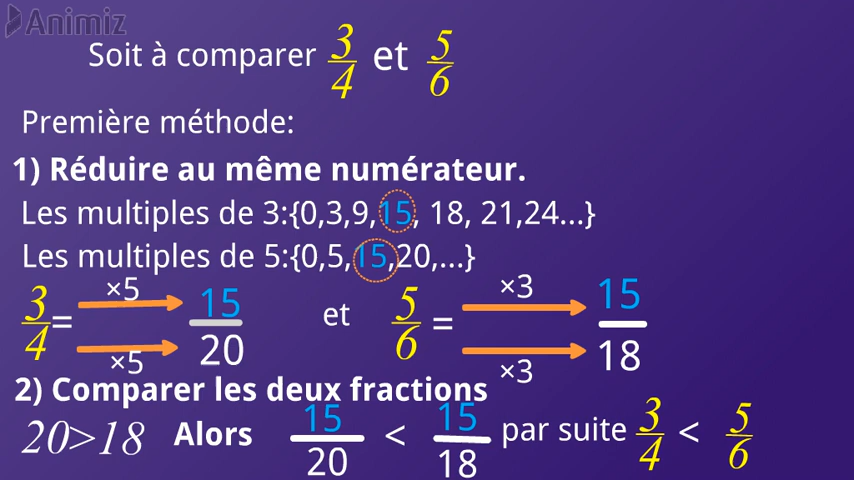 Animiz
Soit à comparer 3/4 et 5/6
Première méthode:
1) Réduire au même numérateur.
Les multiples de 3:{0,3,9,15, 18, 21,24...}
Les multiples de 5:{0,5,15,20,...}
3/4 = ×5 ×5 15/20 et 5/6 = ×3 ×3 15/18
2) Comparer les deux fractions
20>18 Alors 15/20 < 15/18 par suite 3/4 < 5/6